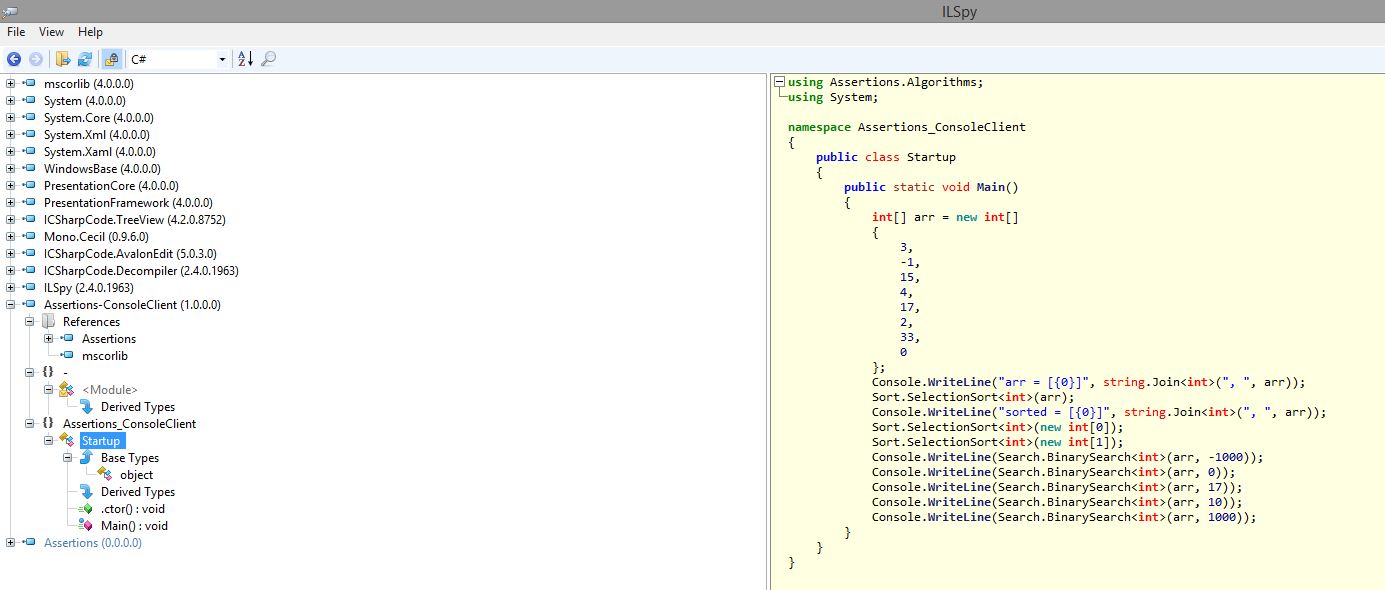 ILSpy
File View Help
C#
mscorlib (4.0.0.0)
System (4.0.0.0)
System.Core (4.0.0.0)
System.Xml (4.0.0.0)
System.Xaml (4.0.0.0)
WindowsBase (4.0.0.0)
PresentationCore (4.0.0.0)
PresentationFramework (4.0.0.0)
ICSharpCode.TreeView (4.2.0.8752)
Mono.Cecil (0.9.6.0)
ICSharpCode.AvalonEdit (5.0.3.0)
ICSharpCode.Decompiler (2.4.0.1963)
ILSpy (2.4.0.1963)
Assertions-ConsoleClient (1.0.0.0)
References
Assertions
mscorlib
{} -
<Module>
Derived Types
{} Assertions_ConsoleClient
Startup
Base Types
object
Derived Types
.ctor() : void
Main() : void
Assertions (0.0.0.0)
using Assertions.Algorithms;
using System;
namespace Assertions_ConsoleClient
{
public class Startup
{
public static void Main()
{
int[] arr = new int[]
{
3,
-1,
15,
4,
17,
2,
33,
0
};
Console.WriteLine("arr = [{0}]", string.Join<int>(", ", arr));
Sort.SelectionSort<int>(arr);
Console.WriteLine("sorted = [{0}]", string.Join<int>(", ", arr));
Sort.SelectionSort<int>(new int[0]);
Sort.SelectionSort<int>(new int[1]);
Console.WriteLine(Search.BinarySearch<int>(arr, -1000));
Console.WriteLine(Search.BinarySearch<int>(arr, 0));
Console.WriteLine(Search.BinarySearch<int>(arr, 17));
Console.WriteLine(Search.BinarySearch<int>(arr, 10));
Console.WriteLine(Search.BinarySearch<int>(arr, 1000));
}
}
}